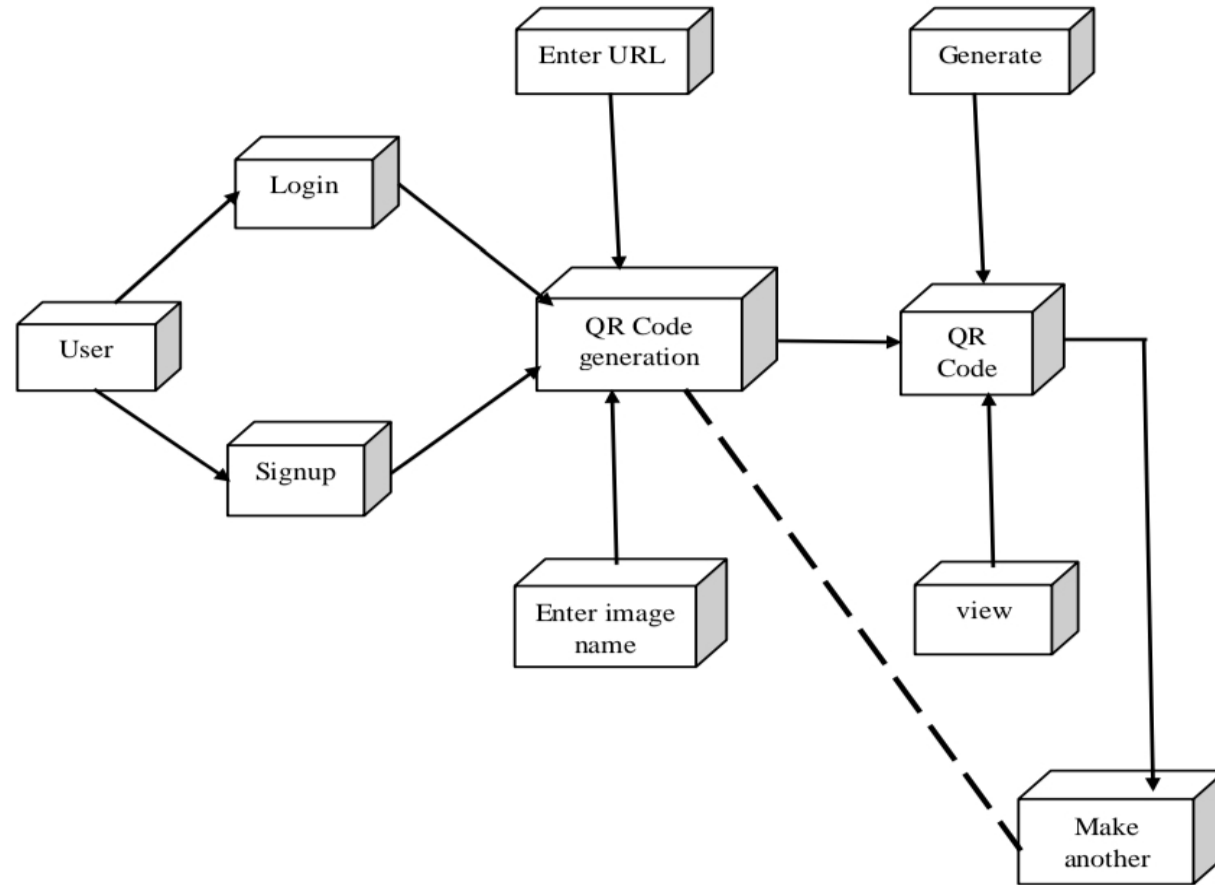 Enter URL
Generate
Login
User
QR Code
generation
QR
Code
Signup
Enter image
name
view
Make
another